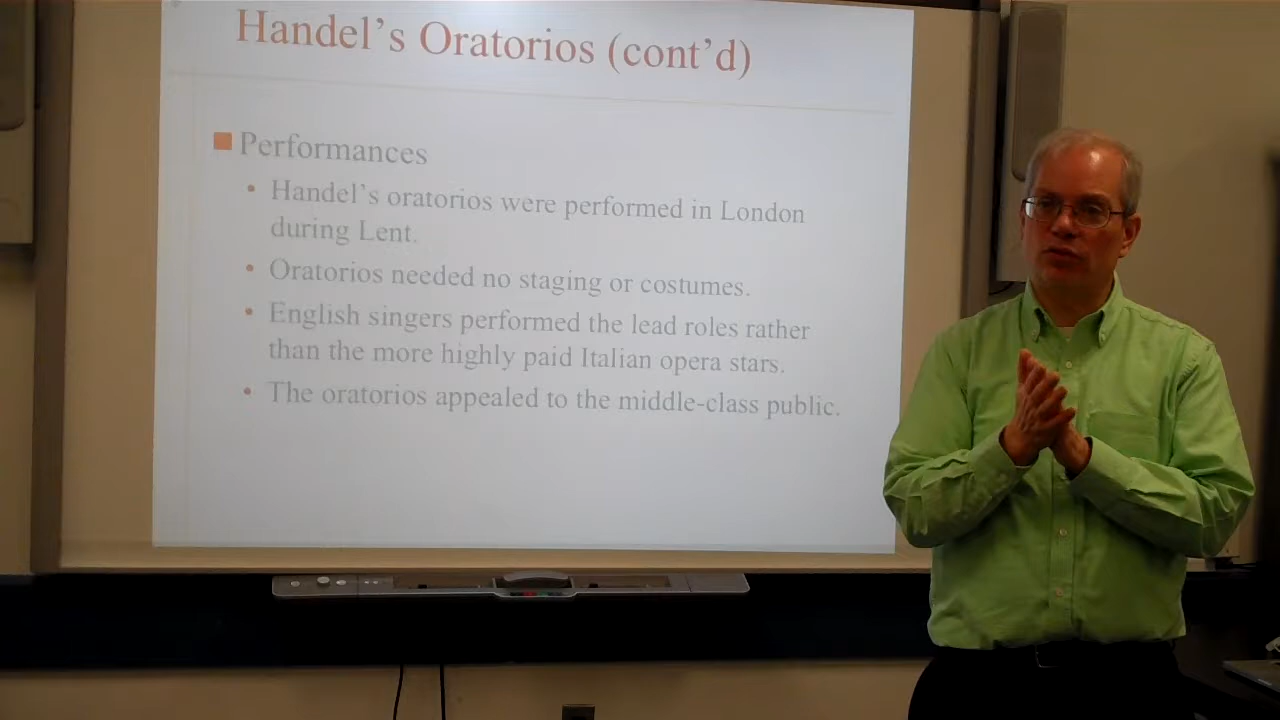 Handel's Oratorios (cont'd)
Performances
Handel's oratorios were performed in London
during Lent.
Oratorios needed no staging or costumes.
English singers performed the lead roles rather
than the more highly paid Italian opera stars.
The oratorios appealed to the middle-class public.